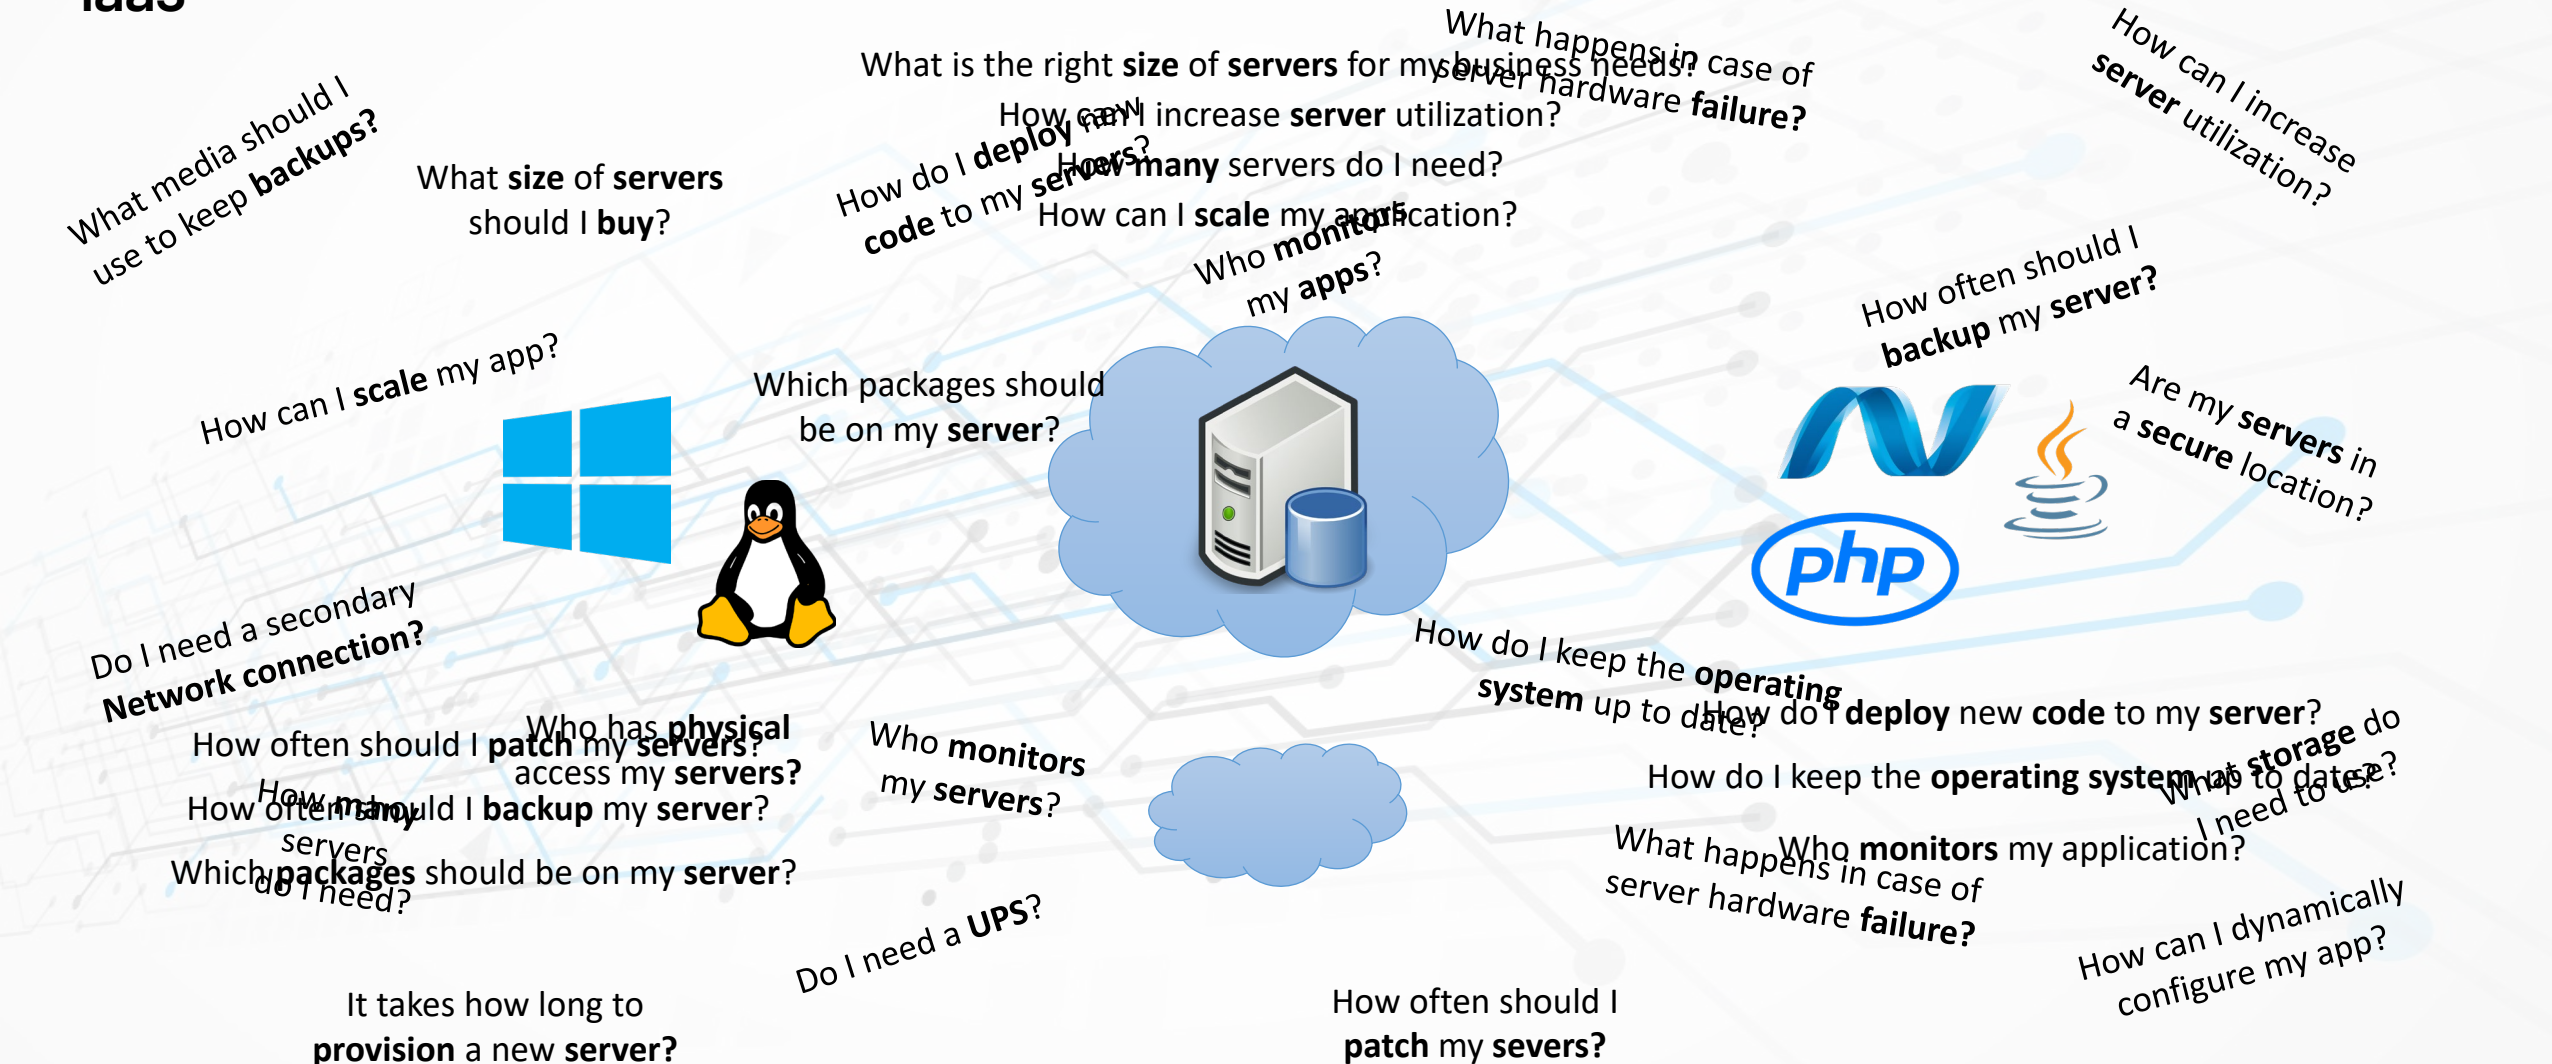 IaaS
What happens in case of
server hardware failure?
How can I increase
server utilization?
What is the right size of servers for my business needs?
How can I increase server utilization?
How many servers do I need?
How can I scale my application?
What media should I
use to keep backups?
What size of servers
should I buy?
How do I deploy new
code to my servers?
Who monitors
my apps?
How often should I
backup my server?
How can I scale my app?
Which packages should
be on my server?
Are my servers in
a secure location?
php
Do I need a secondary
Network connection?
How do I keep the operating
system up to date?
Who has physical
access my servers?
How often should I patch my servers?
How often should I backup my server?
Which packages should be on my server?
How many
servers
do I need?
Who monitors
my servers?
How do I deploy new code to my server?
How do I keep the operating system up to date?
Who monitors my application?
What storage do
I need to use?
What happens in case of
server hardware failure?
Do I need a UPS?
How can I dynamically
configure my app?
It takes how long to
provision a new server?
How often should I
patch my severs?